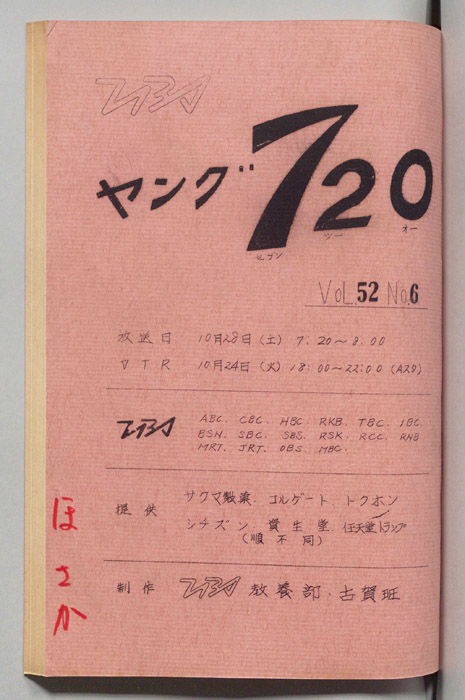 TBS
ヤング720
セブン ツー オー
VOL.52 No.6
放送日 10月28日(土) 7:20～8:00
VTR 10月24日(火) 18:00～22:00 (Aスタ)
TBS ABC. CBC. HBC. RKB. TBC. IBC
BSN. SBC. SBS. RSK. RCC. RNB
MRT. JRT. OBS. MBC.
提供 サクマ製薬. コルゲート. トクホン
シチズン. 資生堂. 任天堂トランプ
(順不同)
制作 TBS 教養部・古賀班
ほさか